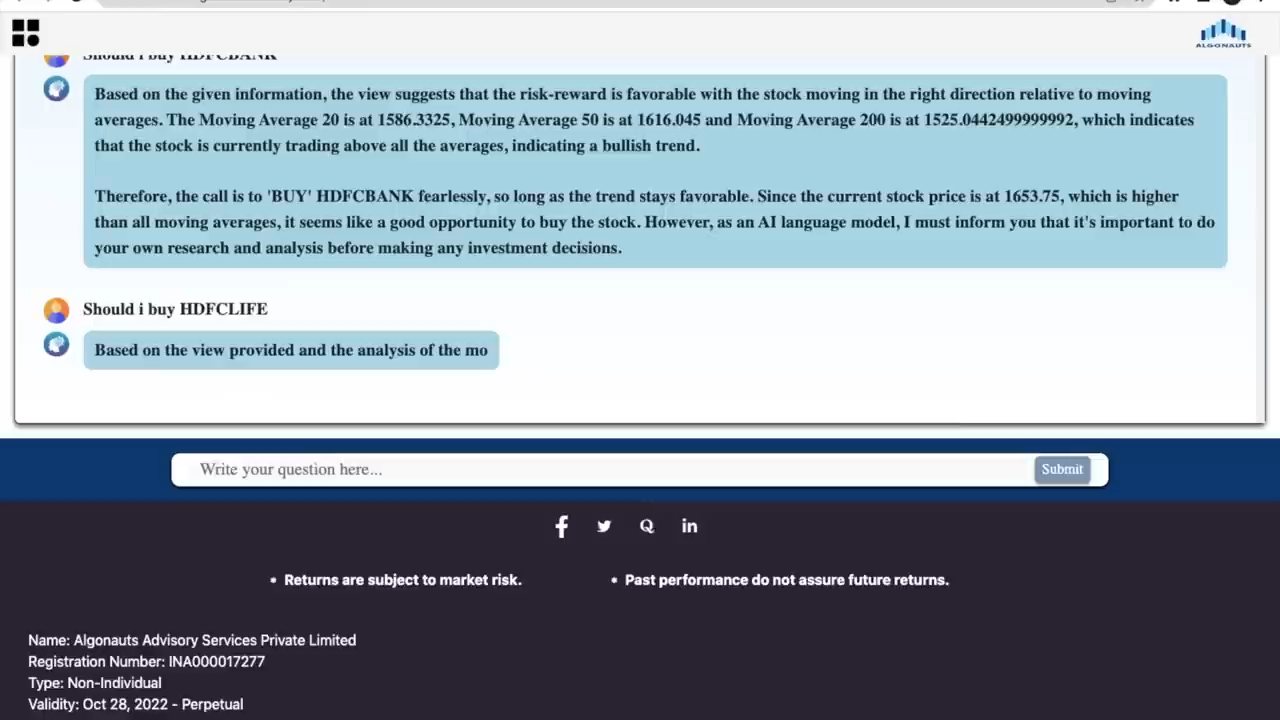 ALGONAUTS
Should i buy HDFCBANK
Based on the given information, the view suggests that the risk-reward is favorable with the stock moving in the right direction relative to moving
averages. The Moving Average 20 is at 1586.3325, Moving Average 50 is at 1616.045 and Moving Average 200 is at 1525.0442499999992, which indicates
that the stock is currently trading above all the averages, indicating a bullish trend.
Therefore, the call is to 'BUY' HDFCBANK fearlessly, so long as the trend stays favorable. Since the current stock price is at 1653.75, which is higher
than all moving averages, it seems like a good opportunity to buy the stock. However, as an AI language model, I must inform you that it's important to do
your own research and analysis before making any investment decisions.
Should i buy HDFCLIFE
Based on the view provided and the analysis of the mo
Write your question here...
Submit
• Returns are subject to market risk.
• Past performance do not assure future returns.
Name: Algonauts Advisory Services Private Limited
Registration Number: INA000017277
Type: Non-Individual
Validity: Oct 28, 2022 - Perpetual